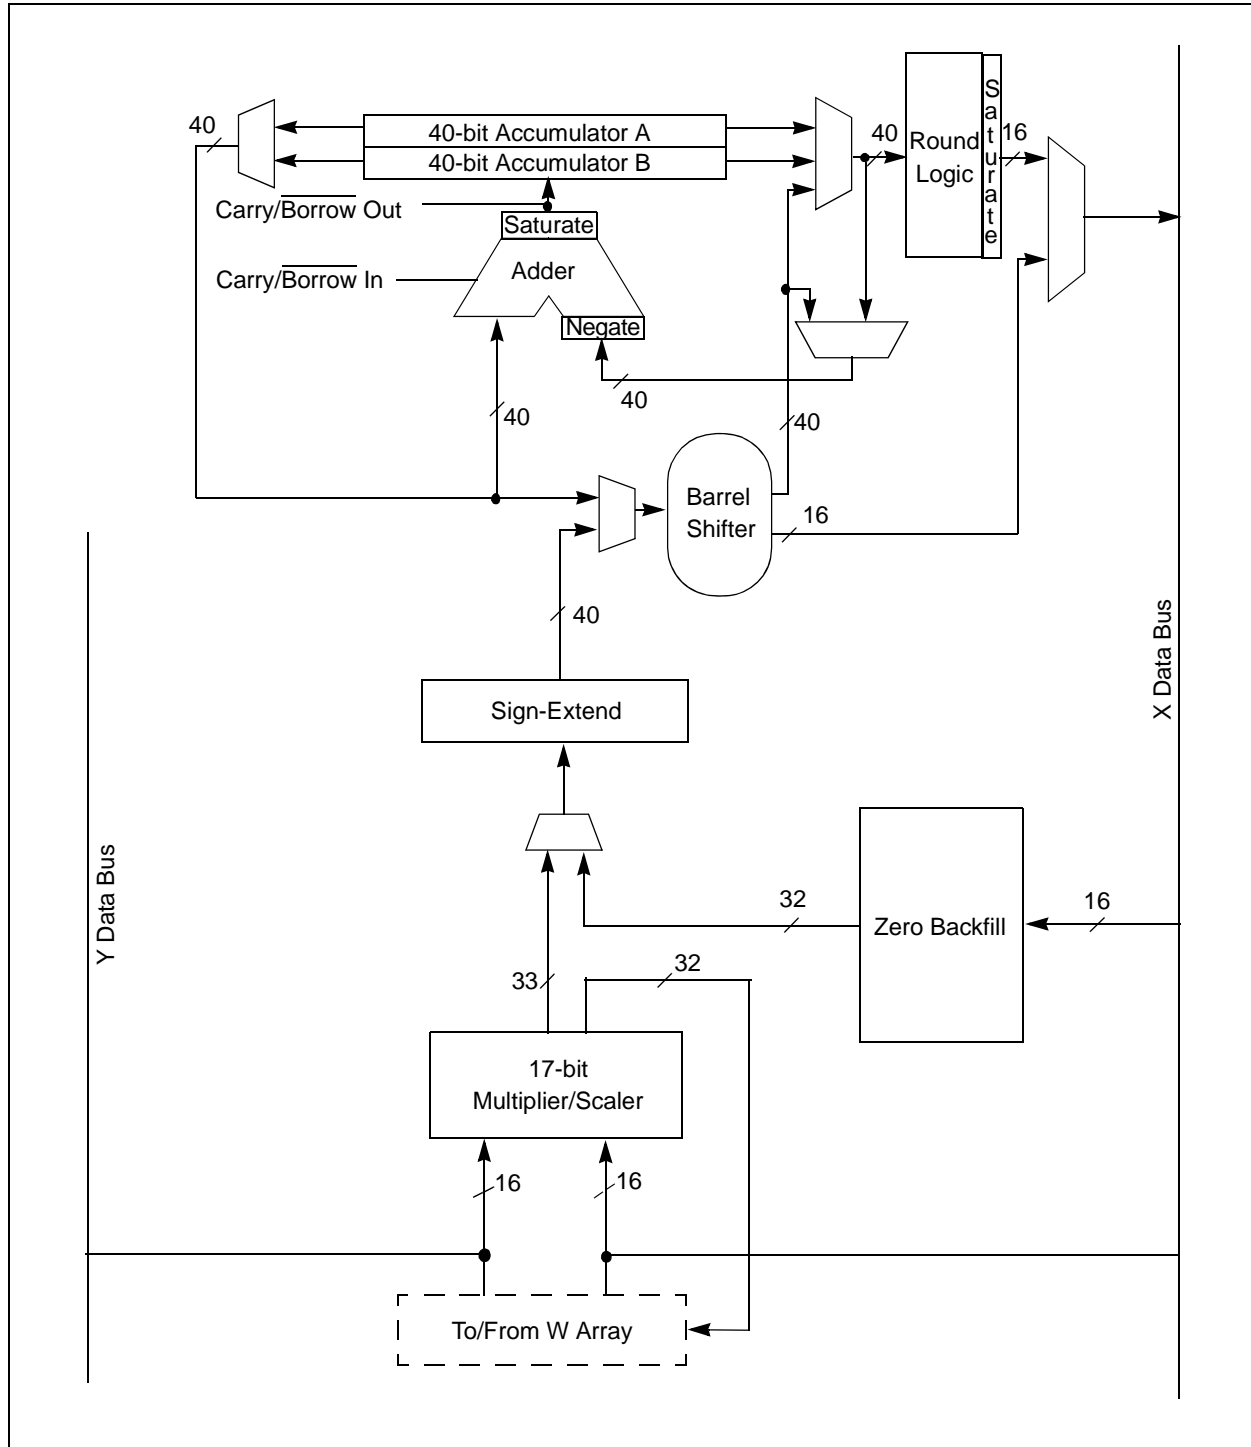 40
40-bit Accumulator A
40-bit Accumulator B
Carry/Borrow Out
Saturate
Carry/Borrow In
Adder
Negate
40
Round
Logic
Saturate
16
40
40
40
Barrel
Shifter
16
40
Sign-Extend
X Data Bus
Y Data Bus
32
Zero Backfill
16
33
32
17-bit
Multiplier/Scaler
16
16
To/From W Array